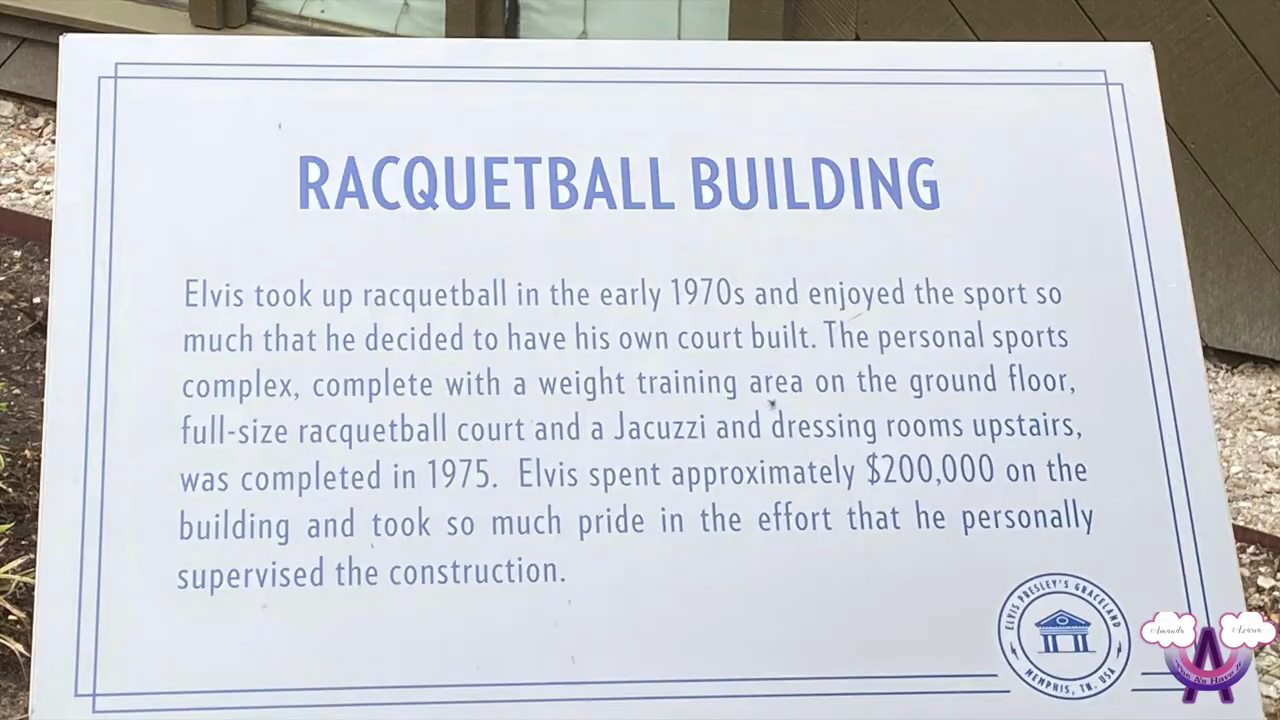 RACQUETBALL BUILDING
Elvis took up racquetball in the early 1970s and enjoyed the sport so
much that he decided to have his own court built. The personal sports
complex, complete with a weight training area on the ground floor,
full-size racquetball court and a Jacuzzi and dressing rooms upstairs,
was completed in 1975. Elvis spent approximately $200,000 on the
building and took so much pride in the effort that he personally
supervised the construction.
ELVIS PRESLEY'S GRACELAND
MEMPHIS, TN. USA
Amanda
Azaria
A